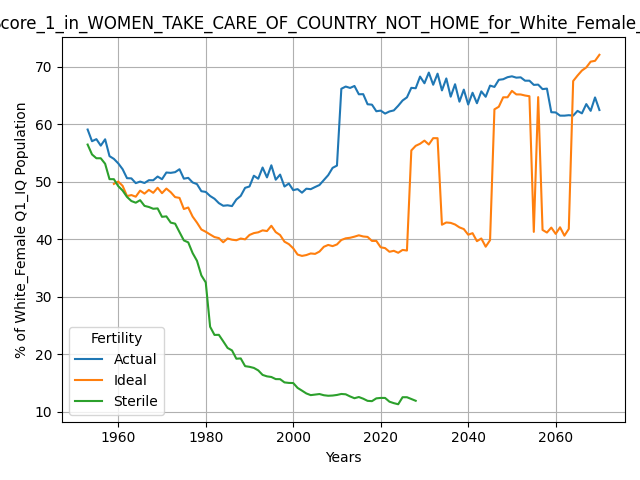 core_1_in_WOMEN_TAKE_CARE_OF_COUNTRY_NOT_HOME_for_White_Female_
% of White_Female Q1_IQ Population
70
60
50
40
30
20
10
Fertility
Actual
Ideal
Sterile
1960 1980 2000 2020 2040 2060
Years